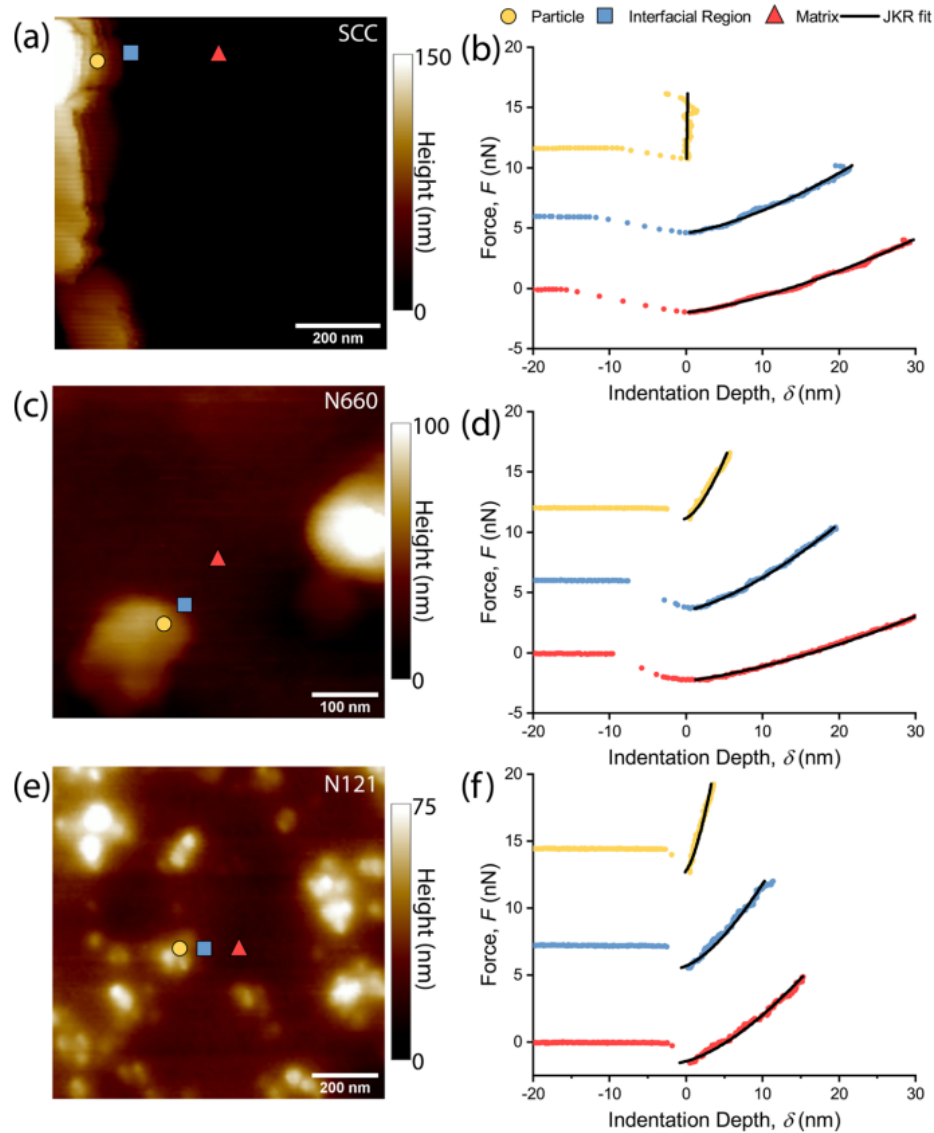 Particle Interfacial Region Matrix JKR fit
(a) SCC
150
Height (nm)
0
200 nm
(b)
20
15
10
5
0
-5
Force, F (nN)
-20 -10 0 10 20 30
Indentation Depth, δ (nm)
(c) N660
100
Height (nm)
0
100 nm
(d)
20
15
10
5
0
-5
Force, F (nN)
-20 -10 0 10 20 30
Indentation Depth, δ (nm)
(e) N121
75
Height (nm)
0
200 nm
(f)
20
15
10
5
0
Force, F (nN)
-20 -10 0 10 20 30
Indentation Depth, δ (nm)